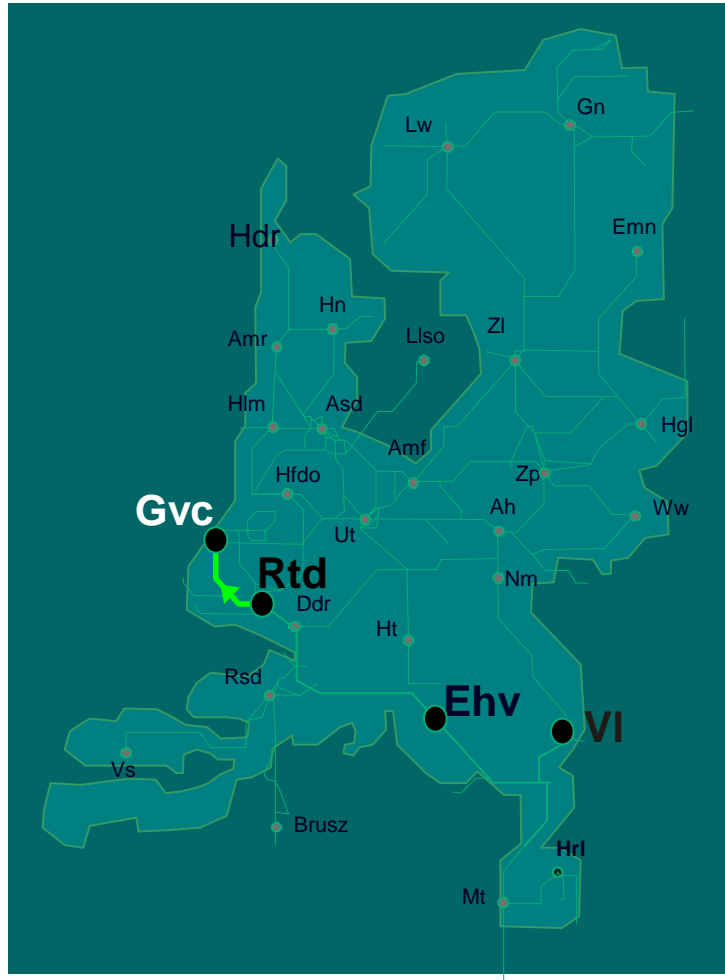 Gn
Lw
Emn
Hdr
Hn
Amr
Llso
Zl
Hlm
Asd
Hgl
Amf
Hfdo
Zp
Gvc
Ah
Ww
Ut
Rtd
Nm
Ddr
Ht
Rsd
Ehv
Vl
Vs
Brusz
Hrl
Mt